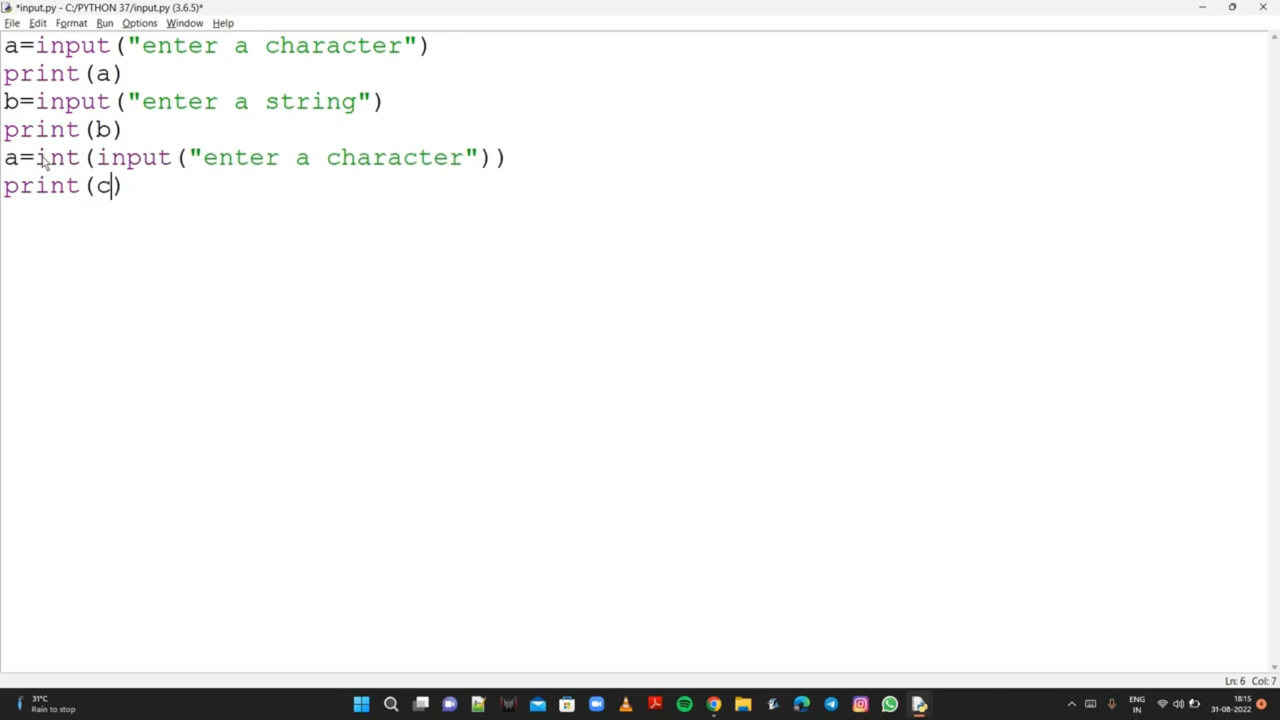 *input.py - C:/PYTHON 37/input.py (3.6.5)*
File Edit Format Run Options Window Help
a=input("enter a character")
print(a)
b=input("enter a string")
print(b)
a=int(input("enter a character"))
print(c)
Ln: 6 Col: 7
31°C
Rain to stop
ENG
IN
18:15
31-08-2022